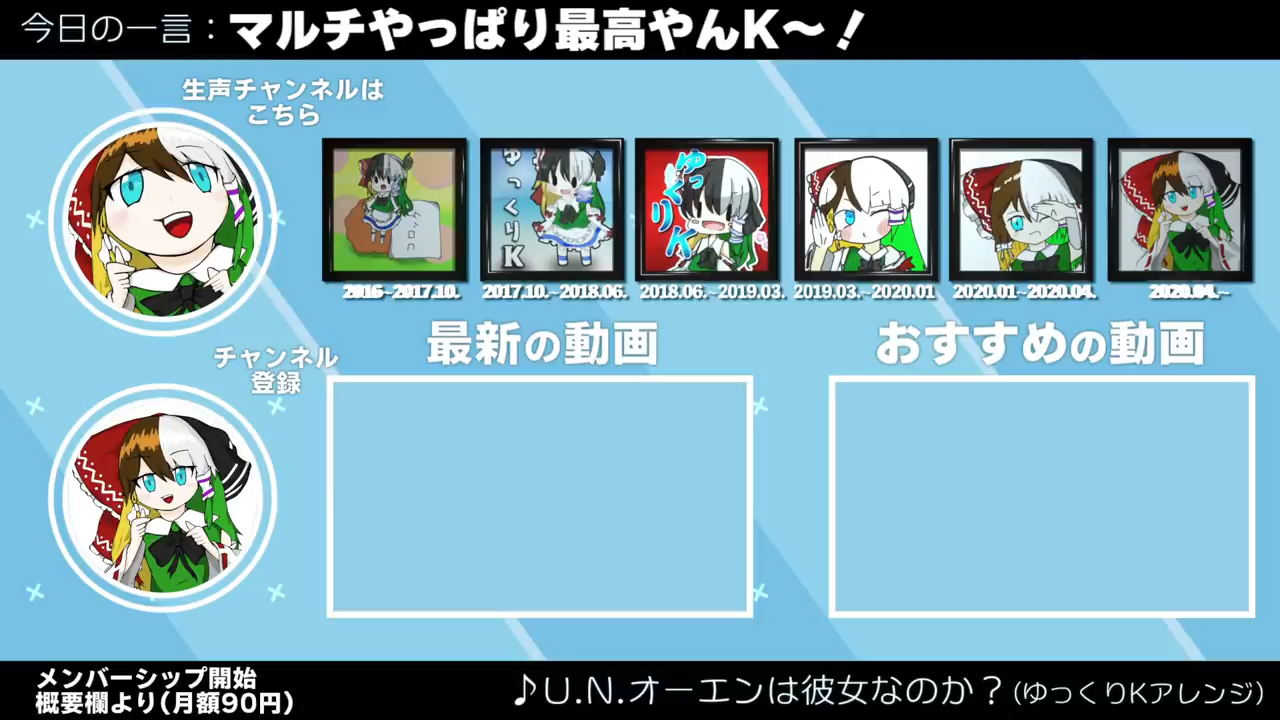 今日の一言：マルチやっぱり最高やんK～！
生声チャンネルは
こちら
ゆっくりK
ゆっくりK
2017.10.~2018.06.
2018.06.~2019.03.
2019.03.~2020.01
2020.01~2020.04.
最新の動画
おすすめの動画
チャンネル
登録
メンバーシップ開始
概要欄より(月額90円)
♪U.N.オーエンは彼女なのか？(ゆっくりKアレンジ)